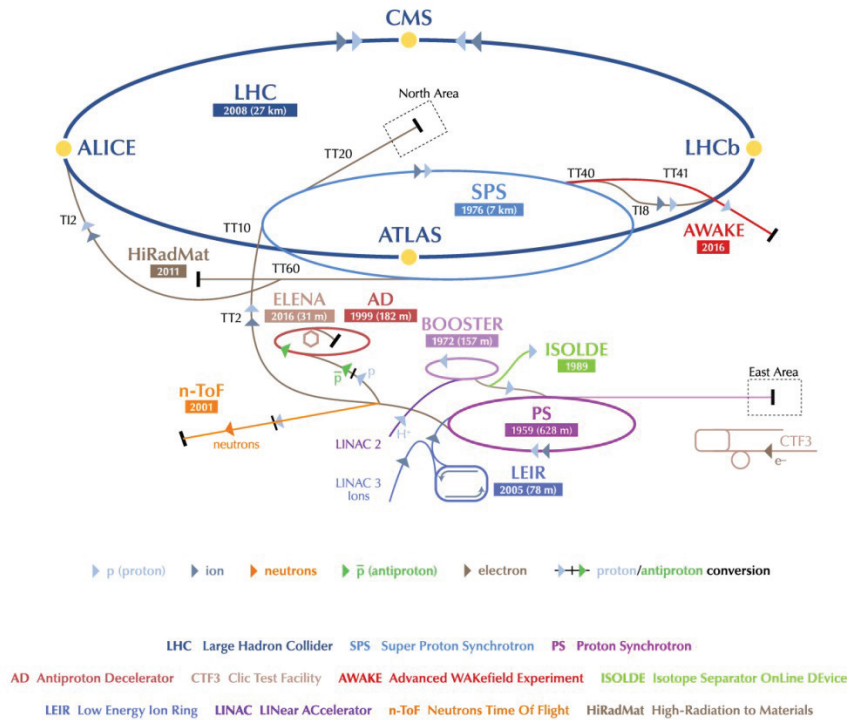 CMS
LHC
2008 (27 km)
North Area
ALICE
LHCb
TT20
TT40
TT41
SPS
1976 (7 km)
TI2
TI8
TT10
ATLAS
AWAKE
2016
HiRadMat
2011
TT60
ELENA
2016 (31 m)
AD
1999 (182 m)
TT2
BOOSTER
1972 (157 m)
ISOLDE
1989
p̅
p
East Area
n-ToF
2001
PS
1959 (628 m)
neutrons
LINAC 2
H⁺
CTF3
e-
LEIR
2005 (78 m)
LINAC 3
Ions
p (proton) ion neutrons p̅ (antiproton) electron proton/antiproton conversion
LHC Large Hadron Collider SPS Super Proton Synchrotron PS Proton Synchrotron
AD Antiproton Decelerator CTF3 Clic Test Facility AWAKE Advanced WAKefield Experiment ISOLDE Isotope Separator OnLine DEvice
LEIR Low Energy Ion Ring LINAC LINear ACcelerator n-ToF Neutrons Time Of Flight HiRadMat High-Radiation to Materials